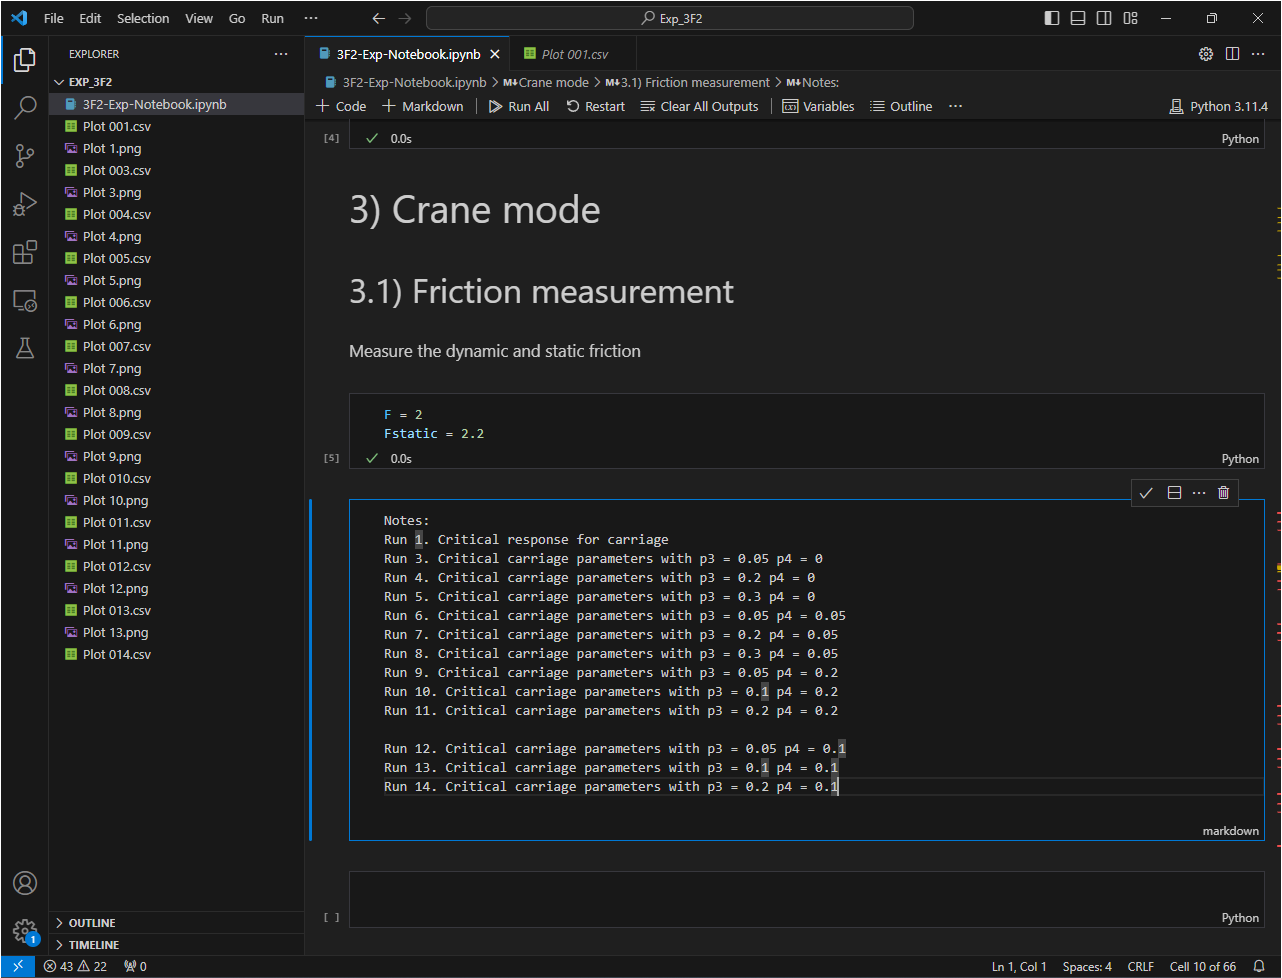 File Edit Selection View Go Run ··· Exp_3F2
EXPLORER ···
EXP_3F2
3F2-Exp-Notebook.ipynb
Plot 001.csv
Plot 1.png
Plot 003.csv
Plot 3.png
Plot 004.csv
Plot 4.png
Plot 005.csv
Plot 5.png
Plot 006.csv
Plot 6.png
Plot 007.csv
Plot 7.png
Plot 008.csv
Plot 8.png
Plot 009.csv
Plot 9.png
Plot 010.csv
Plot 10.png
Plot 011.csv
Plot 11.png
Plot 012.csv
Plot 12.png
Plot 013.csv
Plot 13.png
Plot 014.csv
OUTLINE
TIMELINE
3F2-Exp-Notebook.ipynb Plot 001.csv
3F2-Exp-Notebook.ipynb > M↓Crane mode > M↓3.1) Friction measurement > M↓Notes:
+ Code + Markdown Run All Restart Clear All Outputs Variables Outline ··· Python 3.11.4
[4] 0.0s Python
3) Crane mode
3.1) Friction measurement
Measure the dynamic and static friction
F = 2
Fstatic = 2.2
[5] 0.0s Python
Notes:
Run 1. Critical response for carriage
Run 3. Critical carriage parameters with p3 = 0.05 p4 = 0
Run 4. Critical carriage parameters with p3 = 0.2 p4 = 0
Run 5. Critical carriage parameters with p3 = 0.3 p4 = 0
Run 6. Critical carriage parameters with p3 = 0.05 p4 = 0.05
Run 7. Critical carriage parameters with p3 = 0.2 p4 = 0.05
Run 8. Critical carriage parameters with p3 = 0.3 p4 = 0.05
Run 9. Critical carriage parameters with p3 = 0.05 p4 = 0.2
Run 10. Critical carriage parameters with p3 = 0.1 p4 = 0.2
Run 11. Critical carriage parameters with p3 = 0.2 p4 = 0.2
Run 12. Critical carriage parameters with p3 = 0.05 p4 = 0.1
Run 13. Critical carriage parameters with p3 = 0.1 p4 = 0.1
Run 14. Critical carriage parameters with p3 = 0.2 p4 = 0.1
markdown
[ ] Python
1
43 22 0 Ln 1, Col 1 Spaces: 4 CRLF Cell 10 of 66